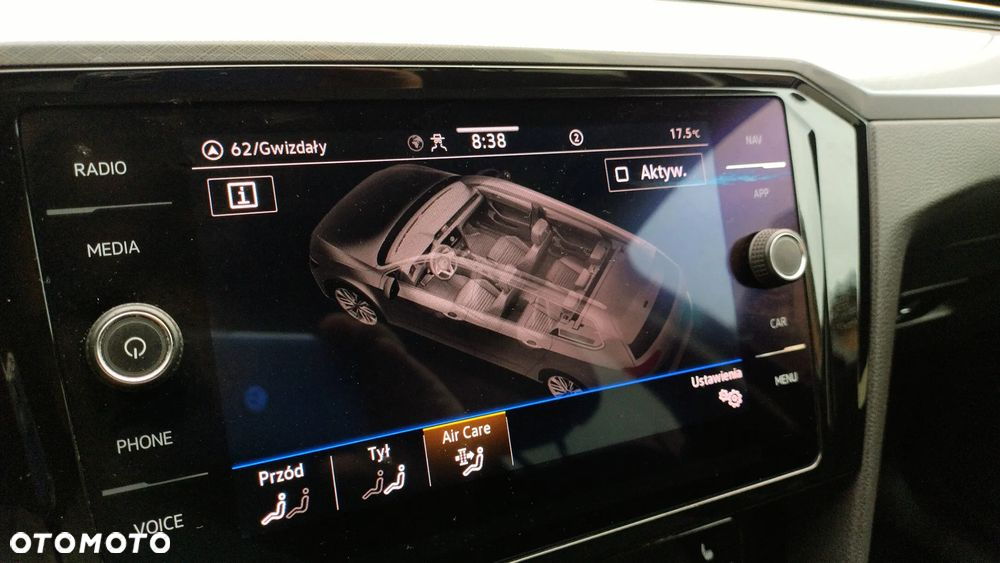 62/Gwizdały
8:38
2
17.5°C
i
Aktyw.
RADIO
MEDIA
PHONE
VOICE
NAV
APP
CAR
MENU
Ustawienia
Przód
Tył
Air Care
OTOMOTO